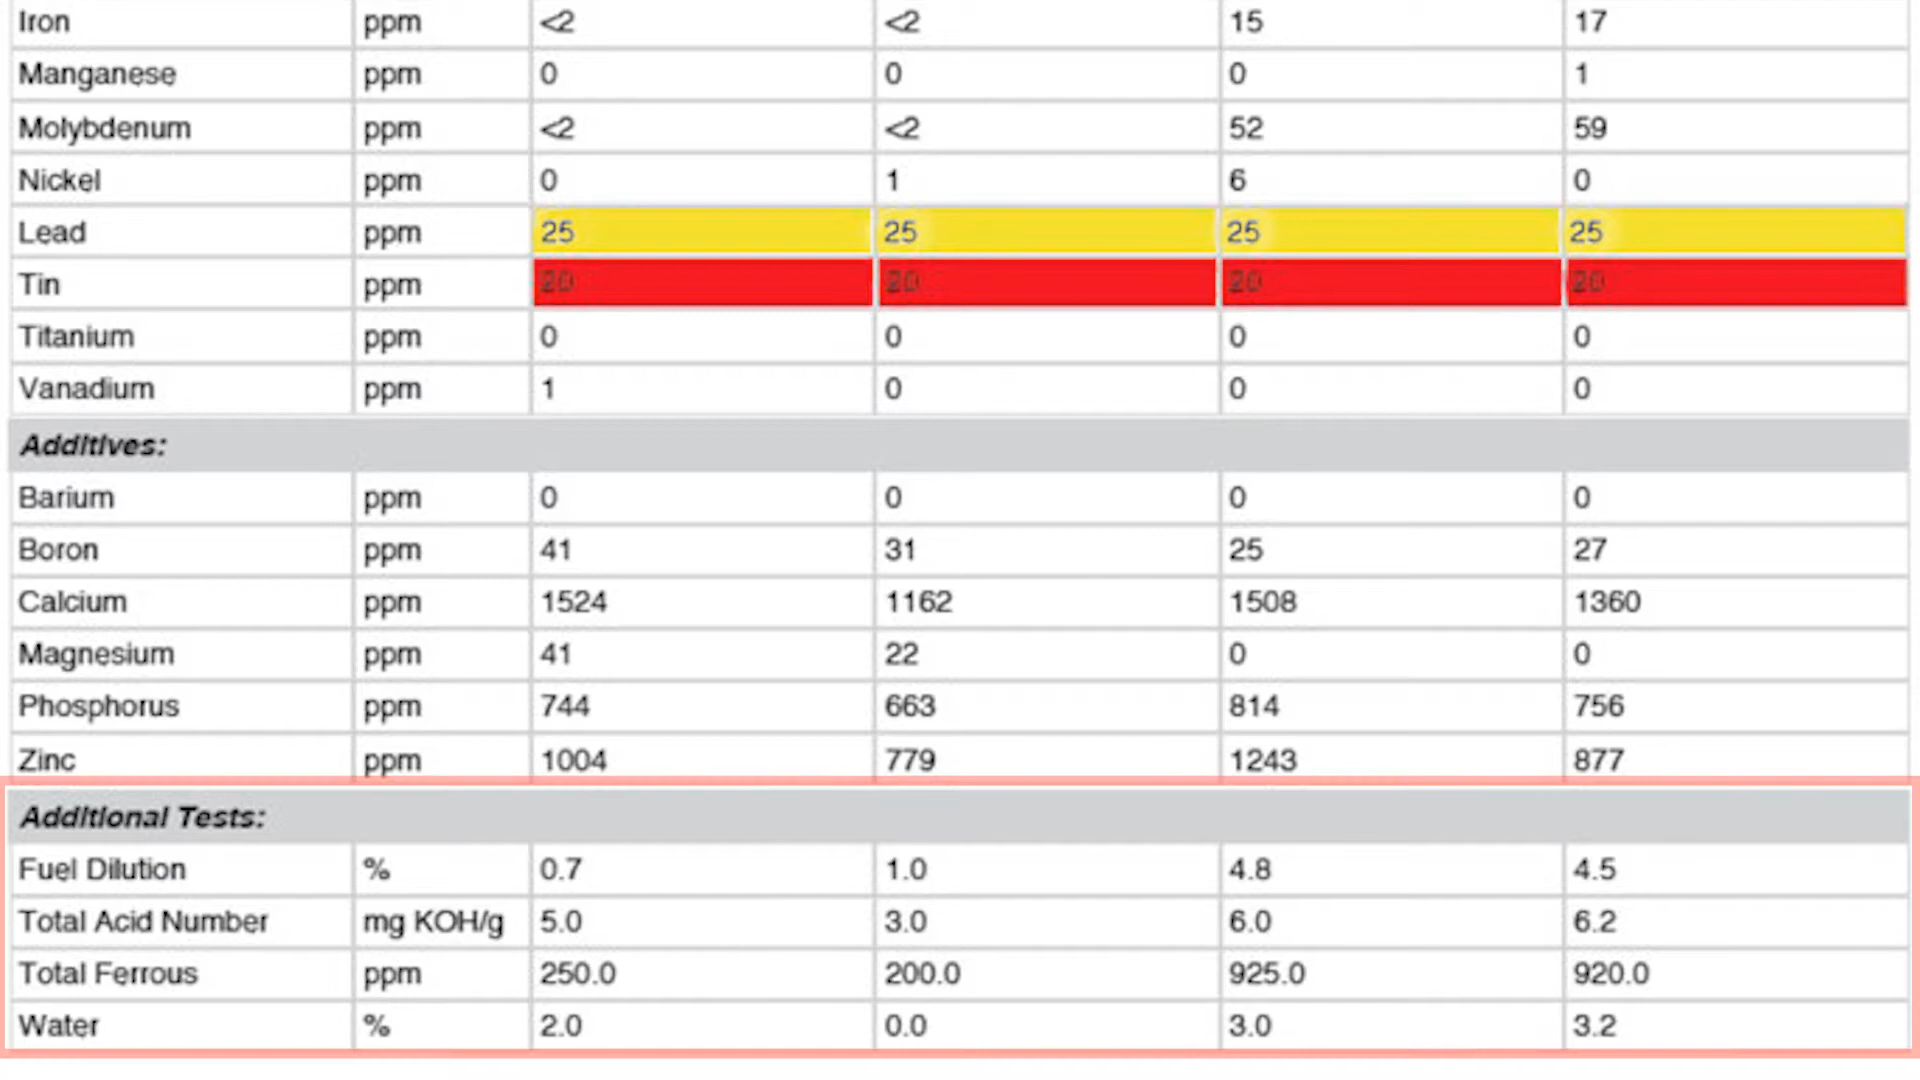 Iron ppm <2 <2 15 17
Manganese ppm 0 0 0 1
Molybdenum ppm <2 <2 52 59
Nickel ppm 0 1 6 0
Lead ppm 25 25 25 25
Tin ppm 20 20 20 20
Titanium ppm 0 0 0 0
Vanadium ppm 1 0 0 0
Additives:
Barium ppm 0 0 0 0
Boron ppm 41 31 25 27
Calcium ppm 1524 1162 1508 1360
Magnesium ppm 41 22 0 0
Phosphorus ppm 744 663 814 756
Zinc ppm 1004 779 1243 877
Additional Tests:
Fuel Dilution % 0.7 1.0 4.8 4.5
Total Acid Number mg KOH/g 5.0 3.0 6.0 6.2
Total Ferrous ppm 250.0 200.0 925.0 920.0
Water % 2.0 0.0 3.0 3.2